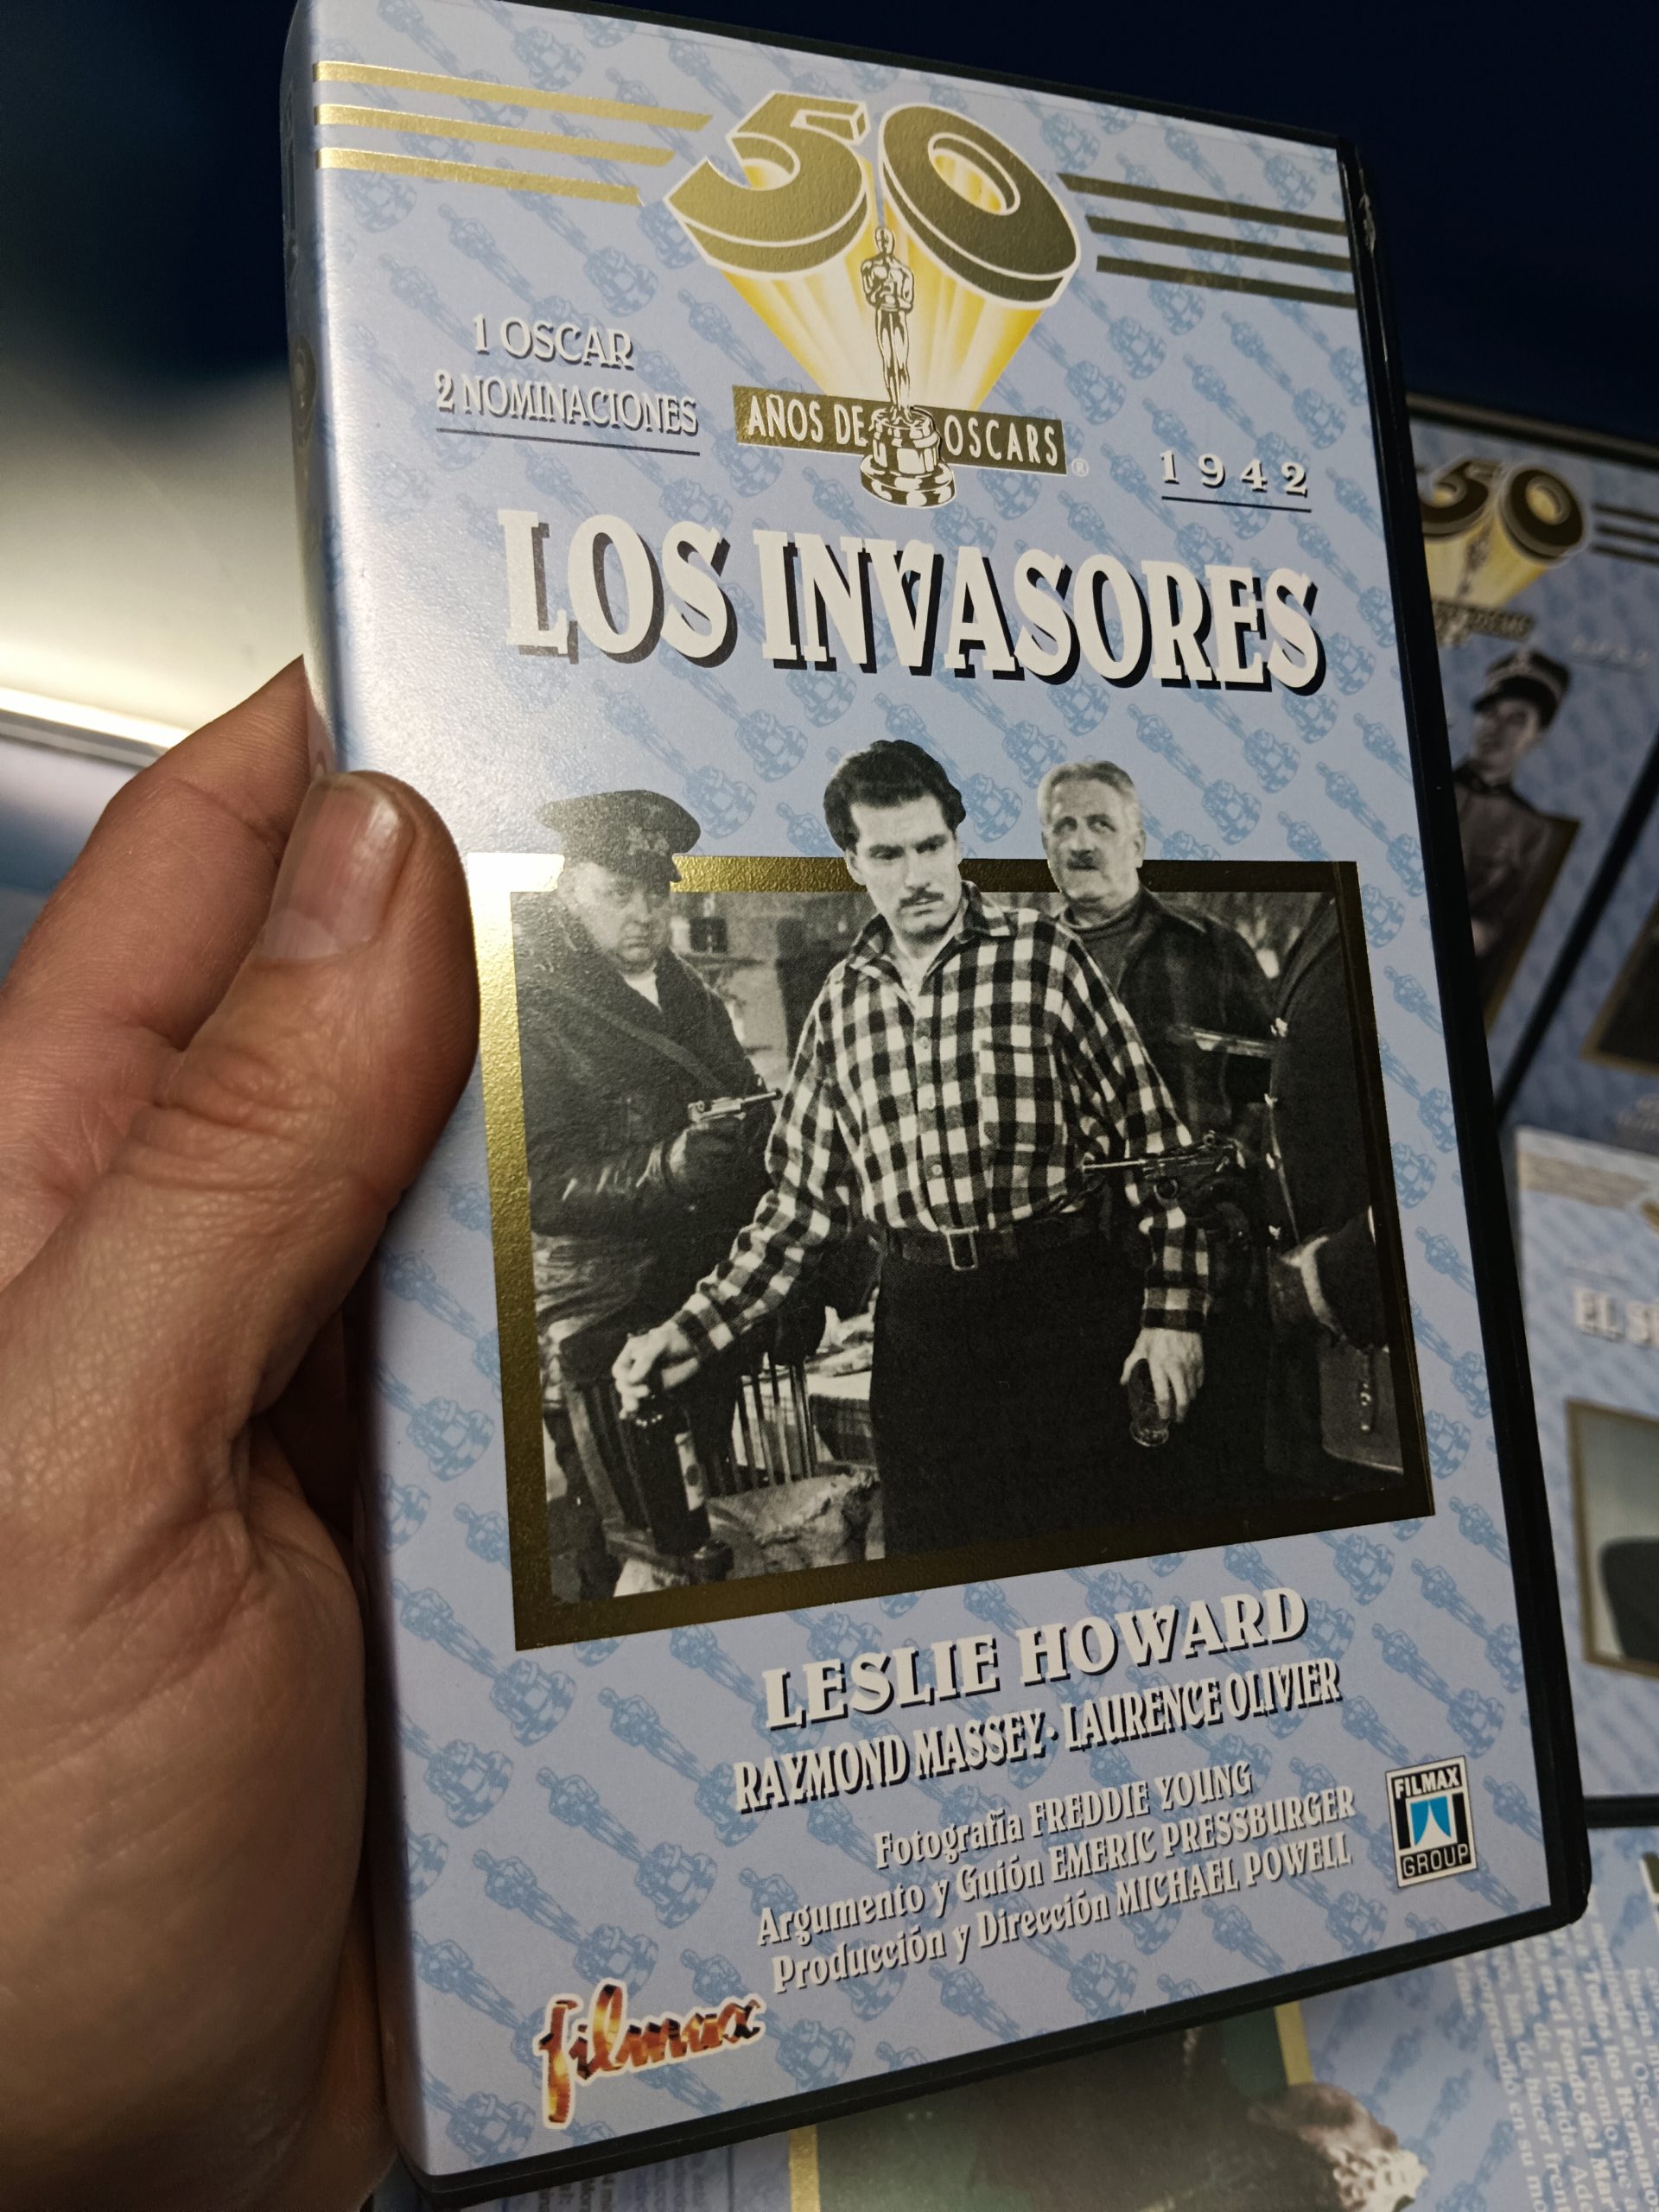 50
1 OSCAR
2 NOMINACIONES
AÑOS DE OSCARS ®
1942
LOS INVASORES
LESLIE HOWARD
RAYMOND MASSEY · LAURENCE OLIVIER
Fotografía FREDDIE YOUNG
Argumento y Guión EMERIC PRESSBURGER
Producción y Dirección MICHAEL POWELL
FILMAX
GROUP
filmax
50